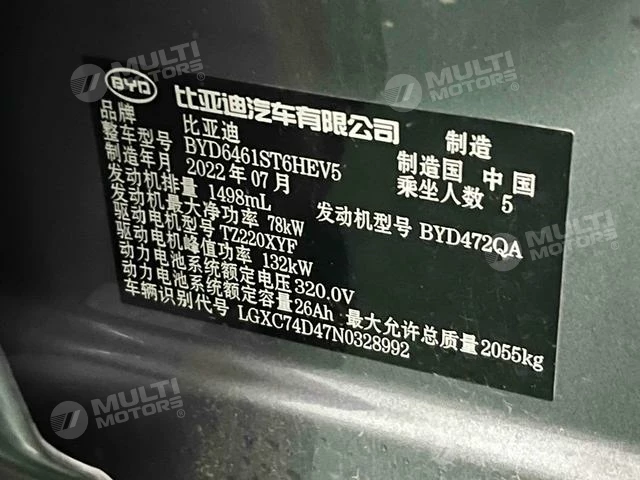 BYD 比亚迪汽车有限公司 制造
品牌 比亚迪
整车型号 BYD6461ST6HEV5 制造国 中国
制造年月 2022年07月 乘坐人数 5
发动机排量 1498mL
发动机最大净功率 78kW 发动机型号 BYD472QA
驱动电机型号 TZ220XYF
驱动电机峰值功率 132kW
动力电池系统额定电压 320.0V
动力电池系统额定容量 26Ah 最大允许总质量 2055kg
车辆识别代号 LGXC74D47N0328992
MULTI MOTORS
MULTI MOTORS
MULTI MOTORS
MULTI MOTORS